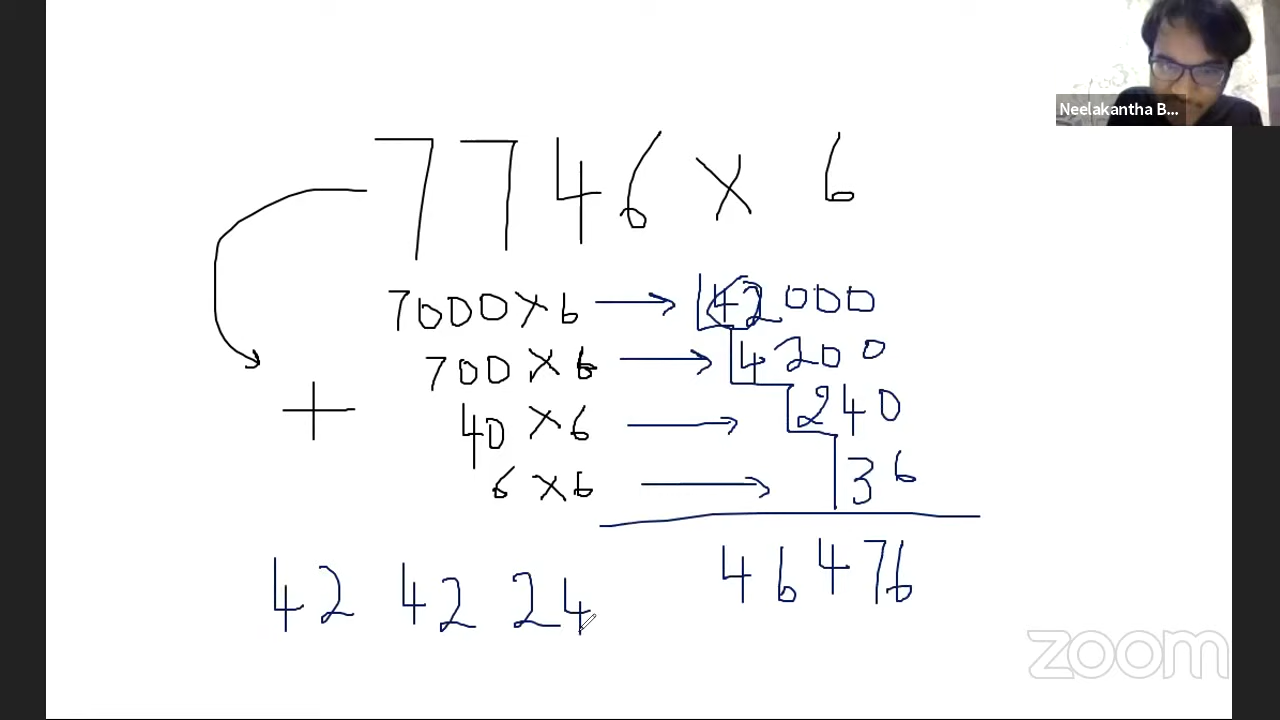 Neelakantha B...
7746 × 6
7000 × 6 → 42000
700 × 6 → 4200
+ 40 × 6 → 240
6 × 6 → 36
46476
42 42 24
zoom